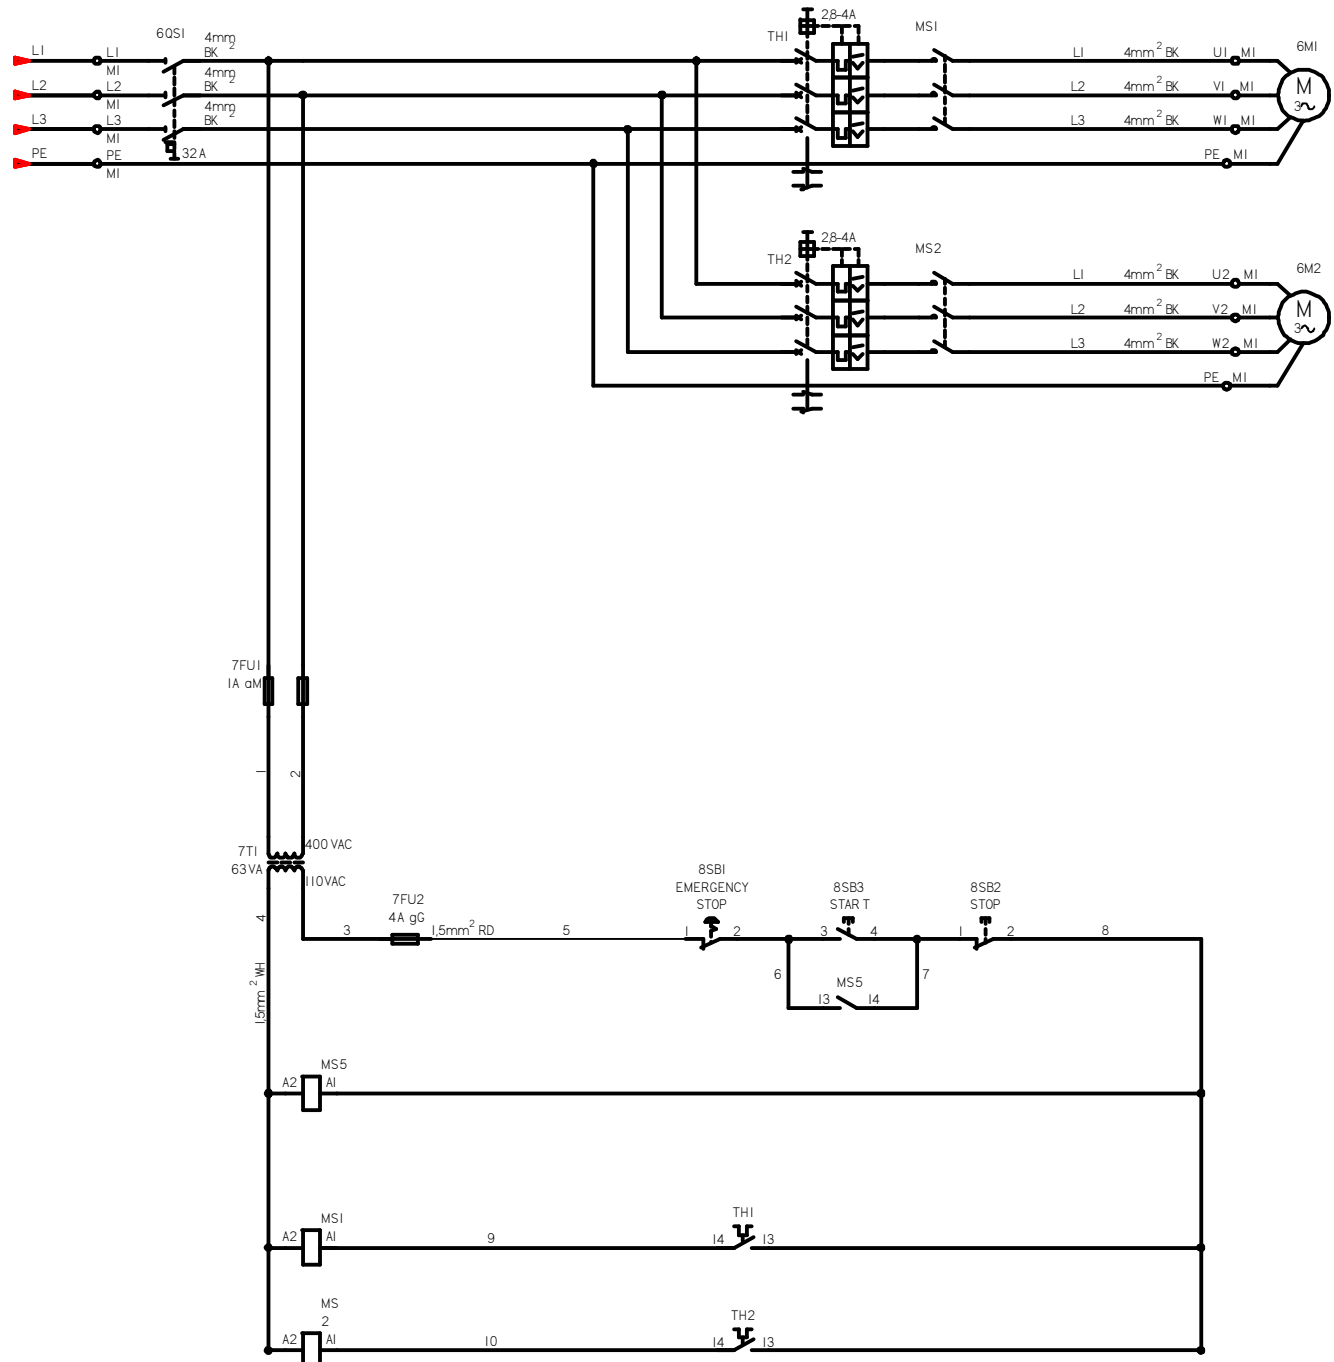 6QS1
4mm² BK
4mm² BK
4mm² BK
L1 L1 M1
L2 L2 M1
L3 L3 M1
PE PE M1
32A
TH1
2,8-4A
MS1
L1 4mm² BK U1 M1
L2 4mm² BK V1 M1
L3 4mm² BK W1 M1
PE M1
6M1
M
3~
TH2
2,8-4A
MS2
L1 4mm² BK U2 M1
L2 4mm² BK V2 M1
L3 4mm² BK W2 M1
PE M1
6M2
M
3~
7FU1
1A aM
1 2
7T1
63VA
400VAC
110VAC
4
1,5mm² WH
3
7FU2
4A gG
1,5mm² RD
5
8SB1
EMERGENCY
STOP
1 2
8SB3
START
3 4
8SB2
STOP
1 2
8
6
MS5
13 14
7
MS5
A2 A1
MS1
A2 A1
9
TH1
14 13
MS
2
A2 A1
10
TH2
14 13